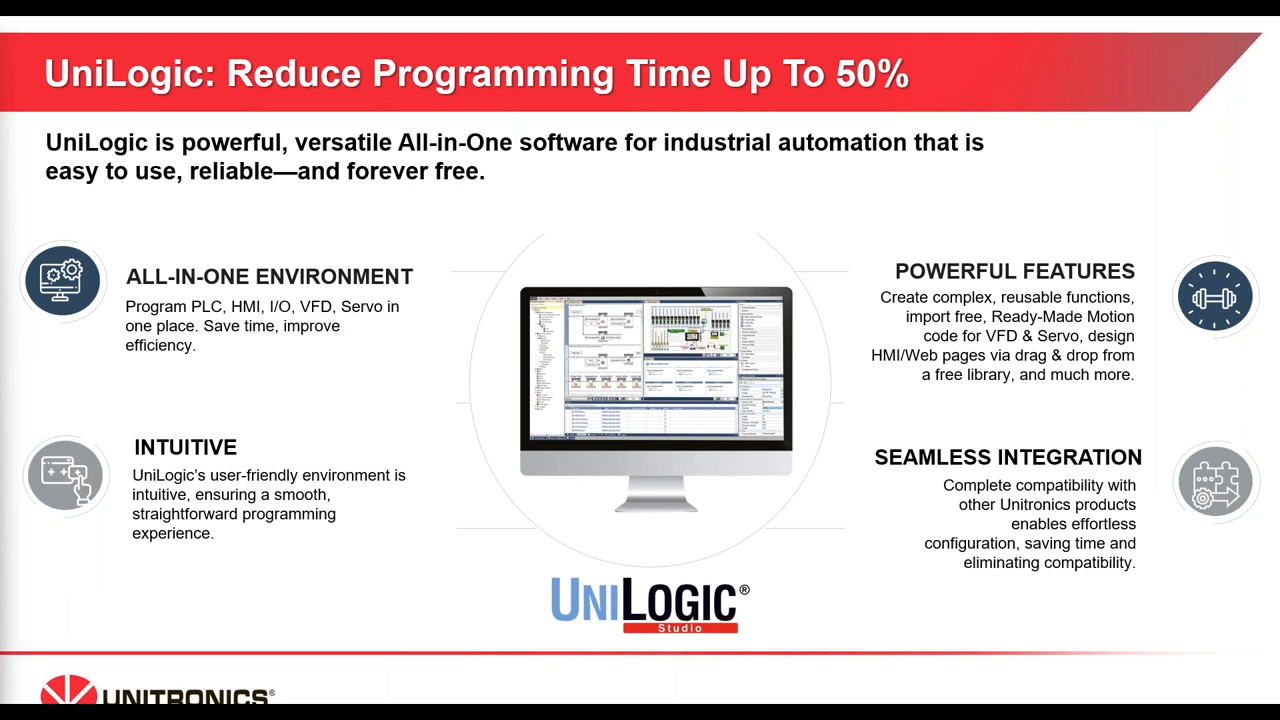 UniLogic: Reduce Programming Time Up To 50%
UniLogic is powerful, versatile All-in-One software for industrial automation that is
easy to use, reliable—and forever free.
ALL-IN-ONE ENVIRONMENT
Program PLC, HMI, I/O, VFD, Servo in
one place. Save time, improve
efficiency.
INTUITIVE
UniLogic's user-friendly environment is
intuitive, ensuring a smooth,
straightforward programming
experience.
POWERFUL FEATURES
Create complex, reusable functions,
import free, Ready-Made Motion
code for VFD & Servo, design
HMI/Web pages via drag & drop from
a free library, and much more.
SEAMLESS INTEGRATION
Complete compatibility with
other Unitronics products
enables effortless
configuration, saving time and
eliminating compatibility.
UNILOGIC®
Studio
UNITRONICS®